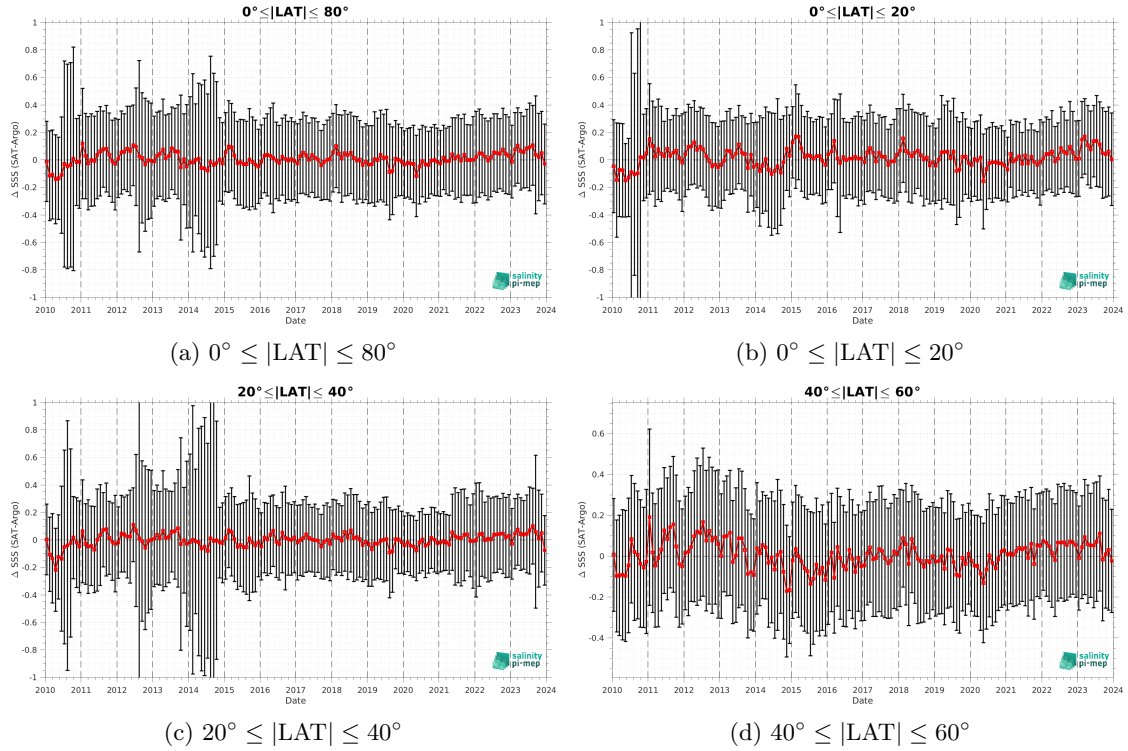 0°≤|LAT|≤ 80°
Δ SSS (SAT-Argo)
1
0.8
0.6
0.4
0.2
0
-0.2
-0.4
-0.6
-0.8
-1
salinity
pi-mep
2010 2011 2012 2013 2014 2015 2016 2017 2018 2019 2020 2021 2022 2023 2024
Date
(a) 0° ≤ |LAT| ≤ 80°
0°≤|LAT|≤ 20°
Δ SSS (SAT-Argo)
1
0.8
0.6
0.4
0.2
0
-0.2
-0.4
-0.6
-0.8
-1
salinity
pi-mep
2010 2011 2012 2013 2014 2015 2016 2017 2018 2019 2020 2021 2022 2023 2024
Date
(b) 0° ≤ |LAT| ≤ 20°
20°≤|LAT|≤ 40°
Δ SSS (SAT-Argo)
1
0.8
0.6
0.4
0.2
0
-0.2
-0.4
-0.6
-0.8
-1
salinity
pi-mep
2010 2011 2012 2013 2014 2015 2016 2017 2018 2019 2020 2021 2022 2023 2024
Date
(c) 20° ≤ |LAT| ≤ 40°
40°≤|LAT|≤ 60°
Δ SSS (SAT-Argo)
0.6
0.4
0.2
0
-0.2
-0.4
salinity
pi-mep
2010 2011 2012 2013 2014 2015 2016 2017 2018 2019 2020 2021 2022 2023 2024
Date
(d) 40° ≤ |LAT| ≤ 60°